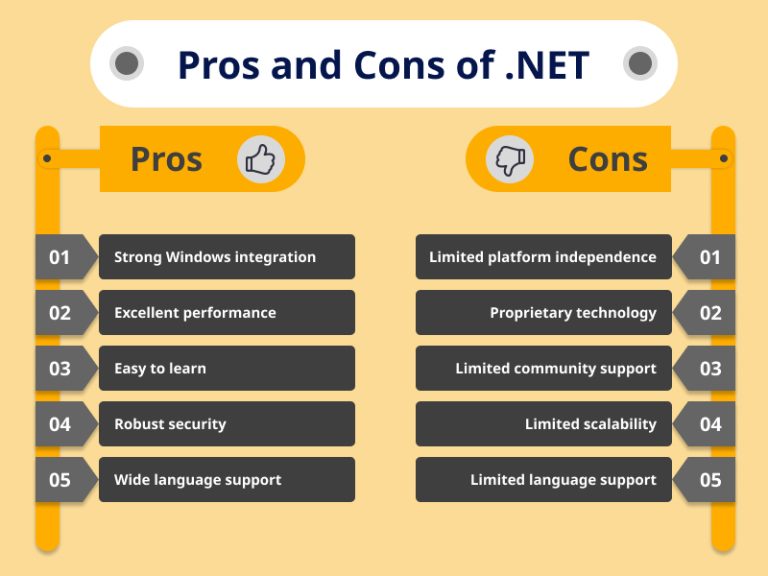 Pros and Cons of .NET
Pros
01 Strong Windows integration
02 Excellent performance
03 Easy to learn
04 Robust security
05 Wide language support
Cons
Limited platform independence 01
Proprietary technology 02
Limited community support 03
Limited scalability 04
Limited language support 05